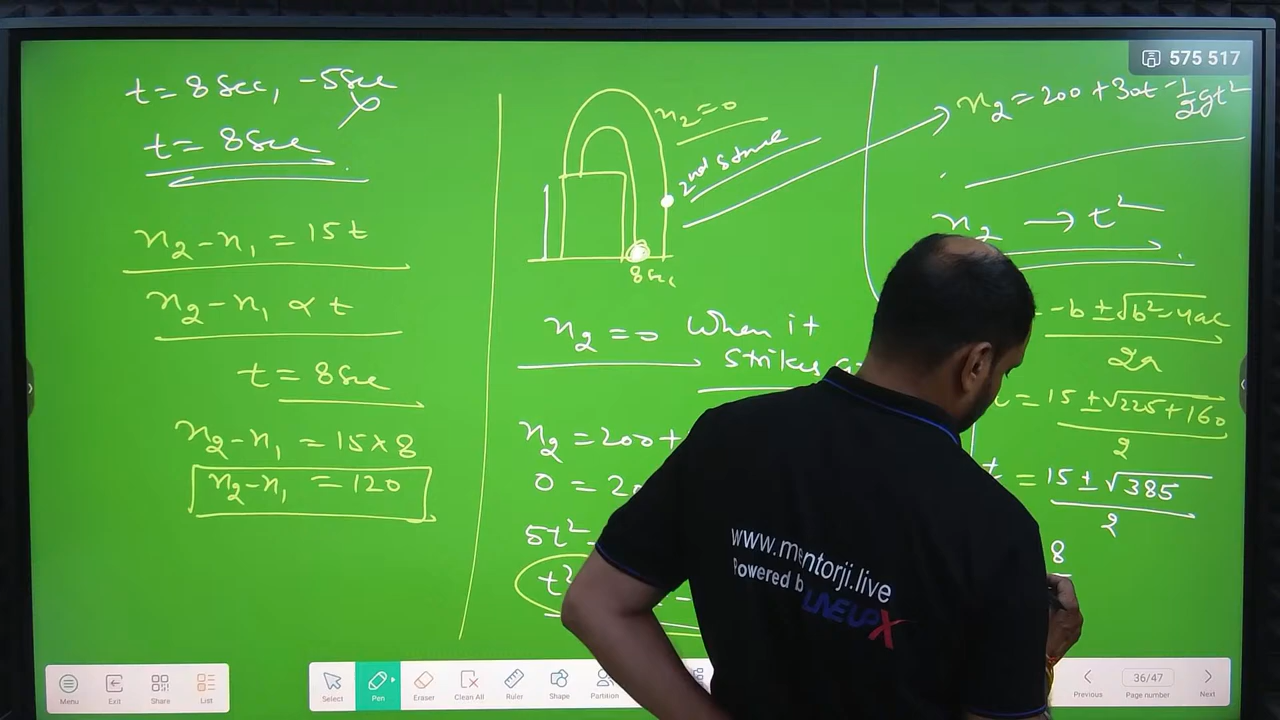 t = 8 Sec, -5 Sec
t = 8 Sec
x₂ - x₁ = 15t
x₂ - x₁ ∝ t
t = 8 Sec
x₂ - x₁ = 15 × 8
x₂ - x₁ = 120
x₂ = 0
2nd Stone
8 Sec
x₂ = 0 When it
strikes
x₂ = 200 +
0 = 20
5t² -
t²
575 517
x₂ = 200 + 30t - 1/2 gt²
x₂ → t²
-b ± √b² - 4ac
2a
= 15 ± √225 + 160
2
t = 15 ± √385
2
8
www.mentorji.live
Powered by
LINEUPX
Menu
Exit
Share
List
Select
Pen
Eraser
Clean All
Ruler
Shape
Partition
Previous
36/47
Page number
Next